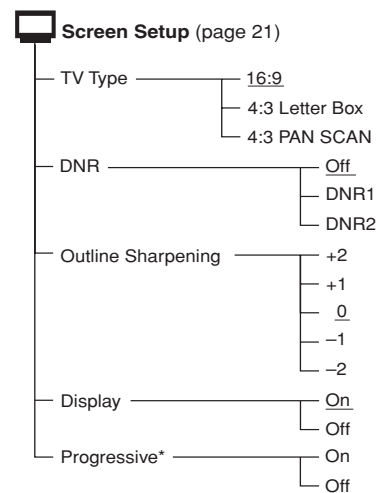 Screen Setup (page 21)
TV Type
16:9
4:3 Letter Box
4:3 PAN SCAN
DNR
Off
DNR1
DNR2
Outline Sharpening
+2
+1
0
–1
–2
Display
On
Off
Progressive*
On
Off